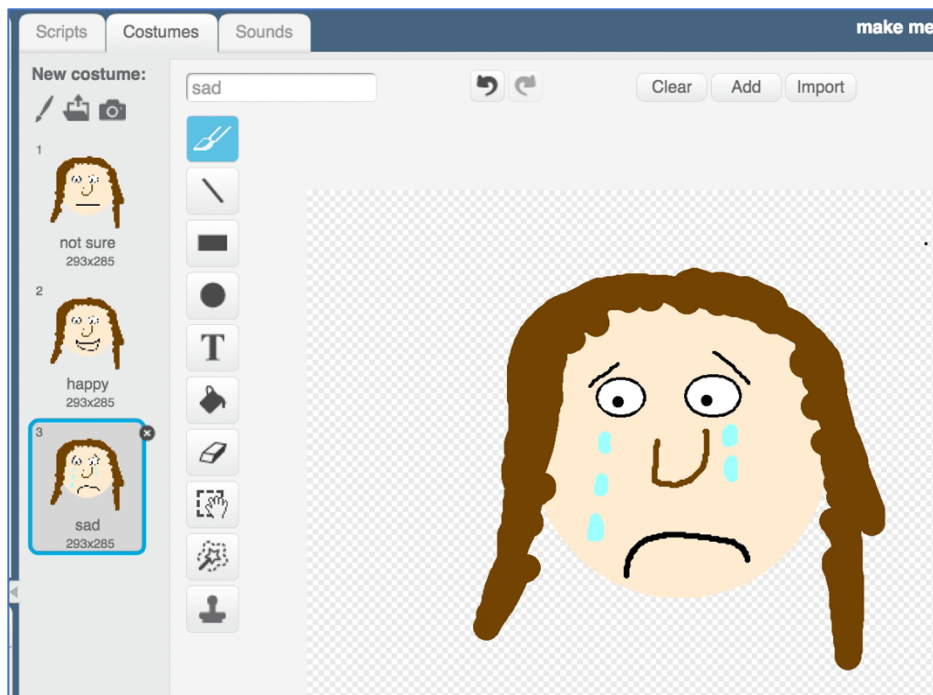 Scripts Costumes Sounds make me
New costume:
sad Clear Add Import
1
not sure
293x285
2
happy
293x285
3
sad
293x285
T